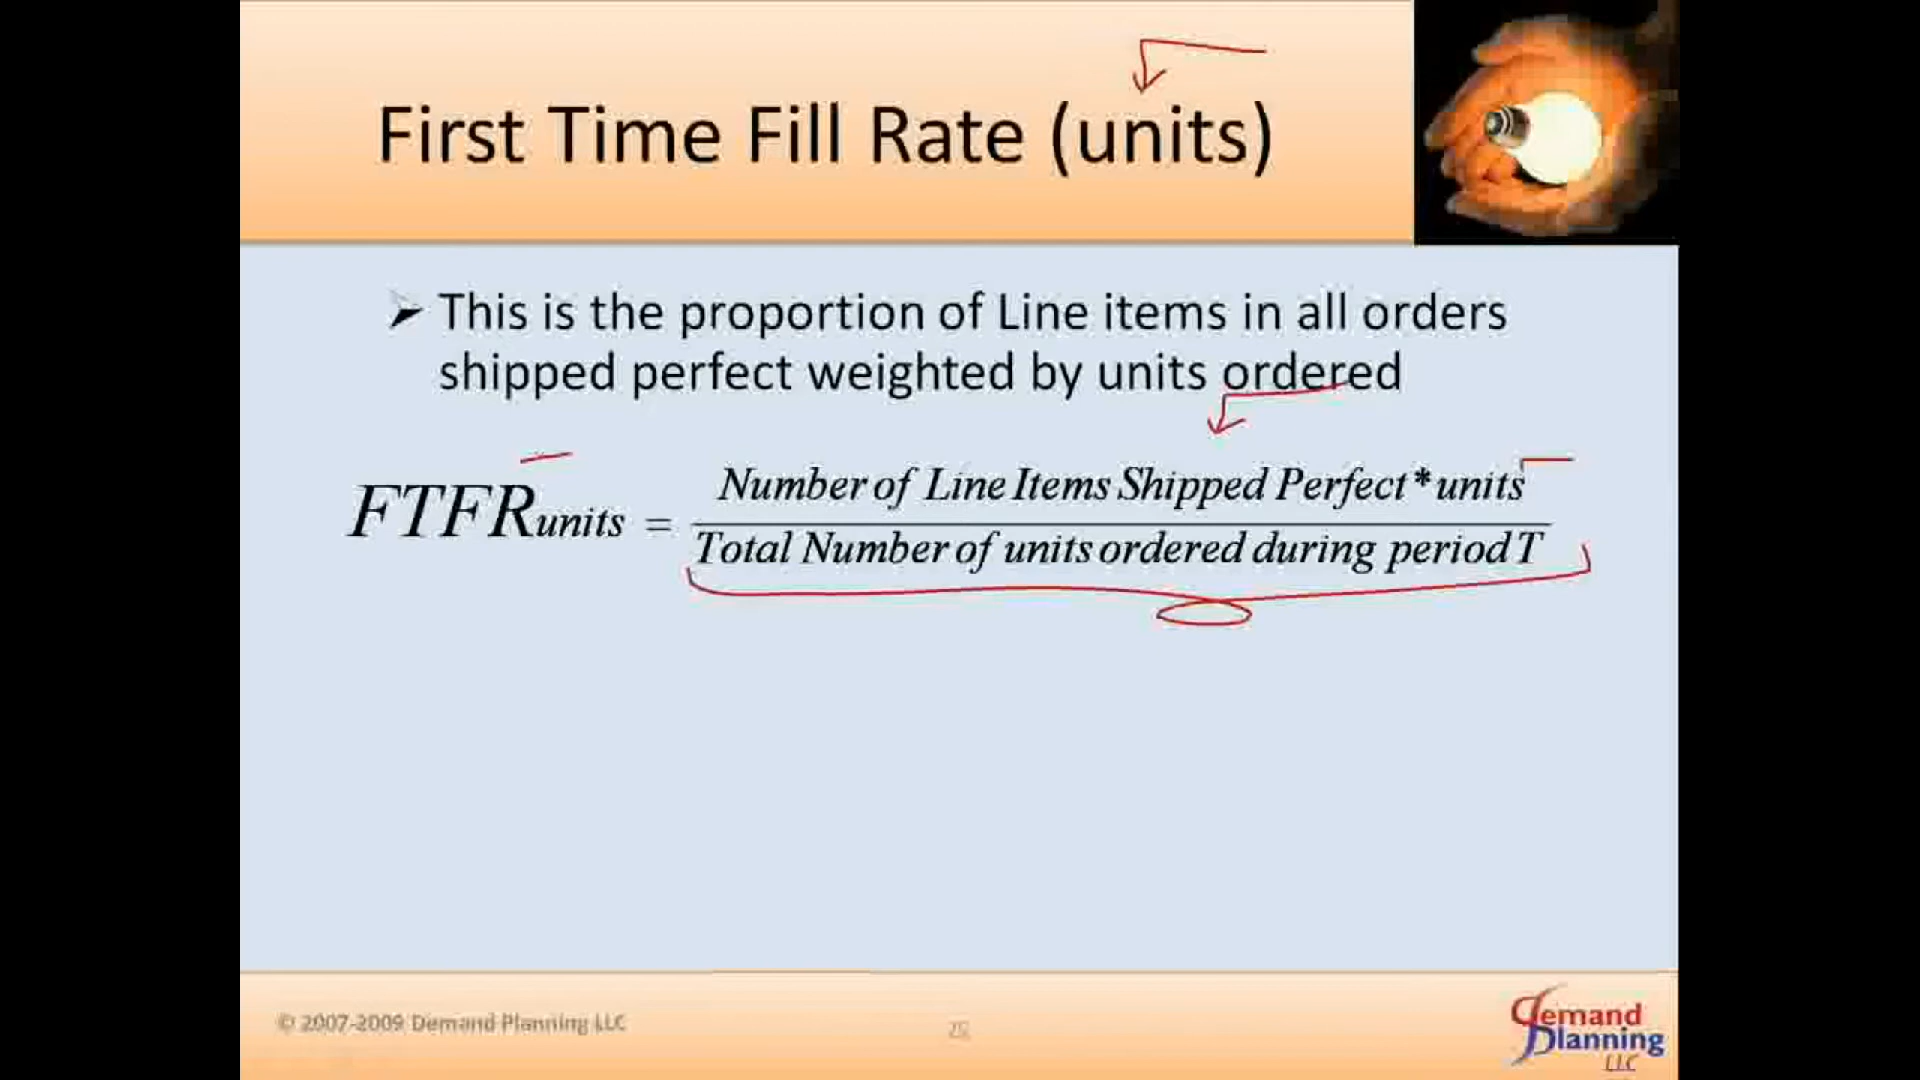 First Time Fill Rate (units)
This is the proportion of Line items in all orders
shipped perfect weighted by units ordered
FTFRunits = Number of Line Items Shipped Perfect * units
Total Number of units ordered during period T
© 2007-2009 Demand Planning LLC
Demand
Planning
LLC